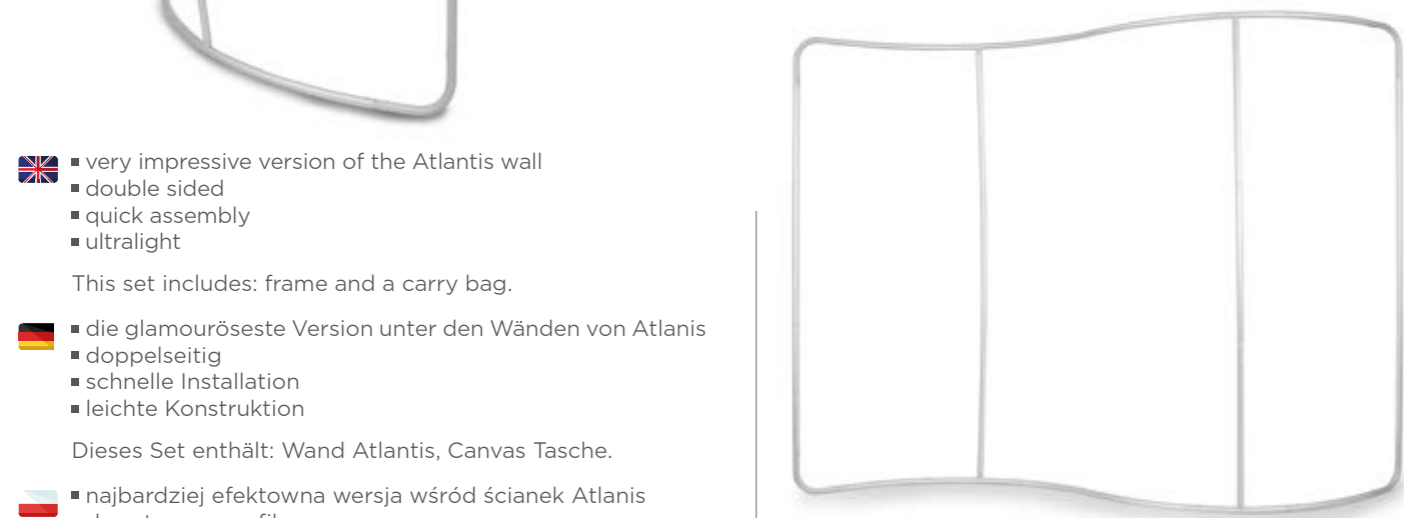 ▪ very impressive version of the Atlantis wall
▪ double sided
▪ quick assembly
▪ ultralight
This set includes: frame and a carry bag.
▪ die glamouröseste Version unter den Wänden von Atlanis
▪ doppelseitig
▪ schnelle Installation
▪ leichte Konstruktion
Dieses Set enthält: Wand Atlantis, Canvas Tasche.
▪ najbardziej efektowna wersja wśród ścianek Atlanis